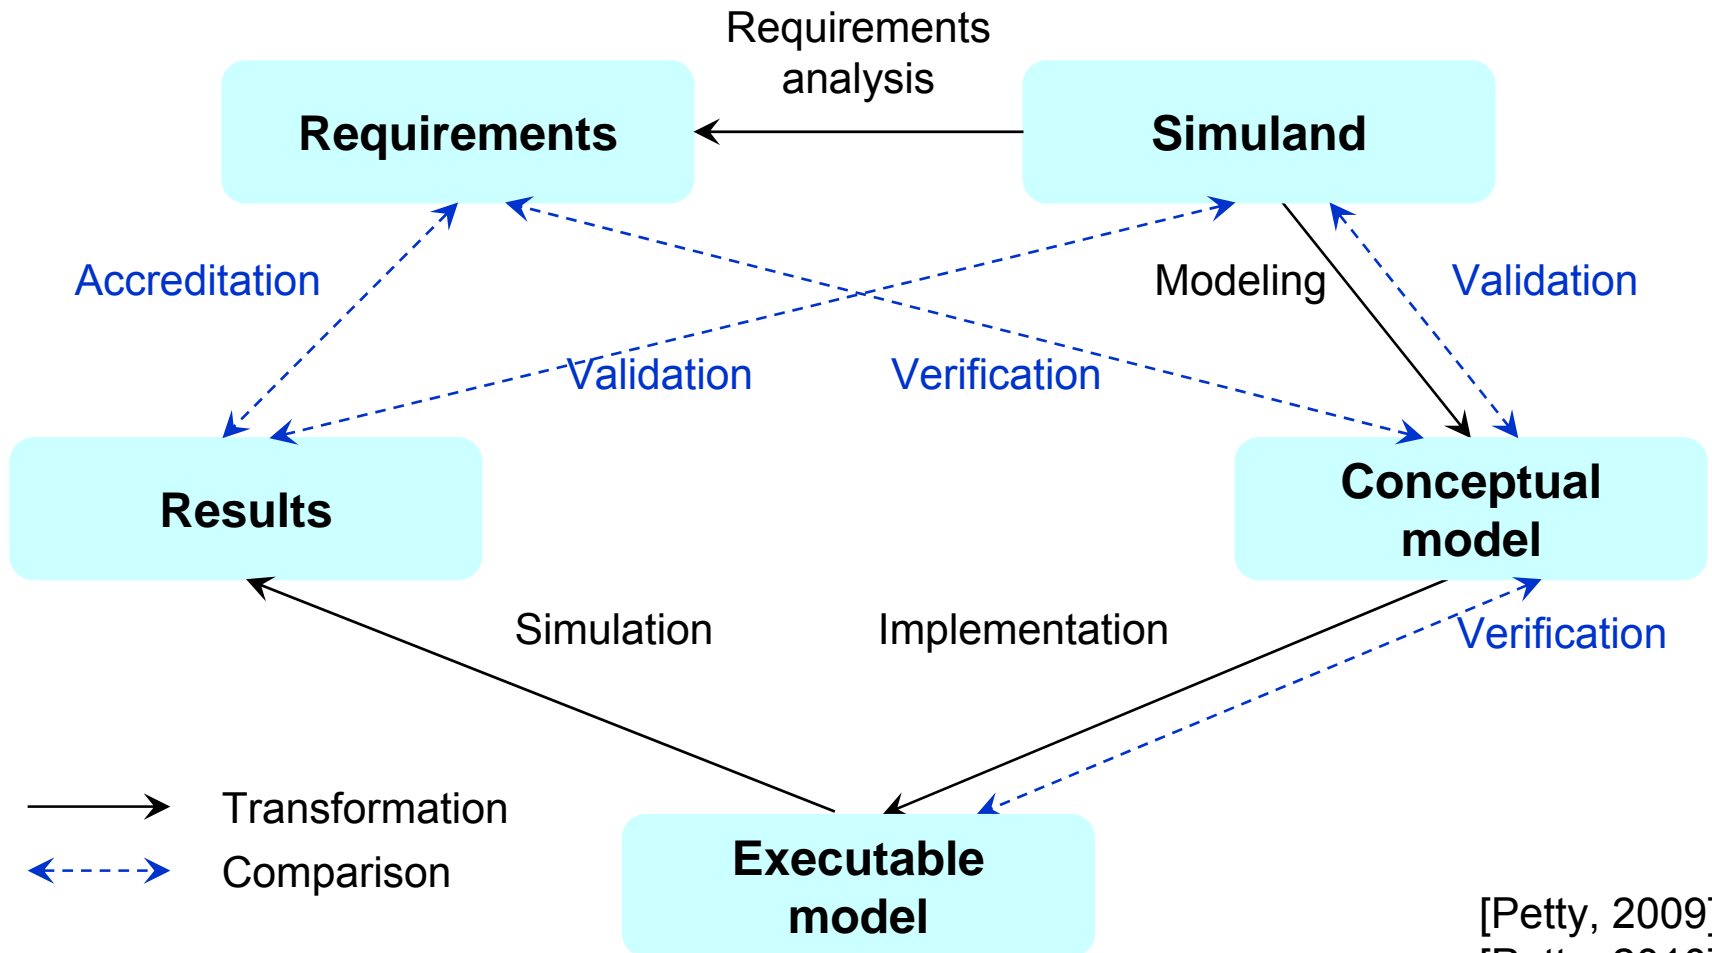 Requirements
analysis
Requirements
Simuland
Accreditation
Modeling
Validation
Validation
Verification
Results
Conceptual
model
Simulation
Implementation
Verification
Transformation
Comparison
Executable
model
[Petty, 2009]